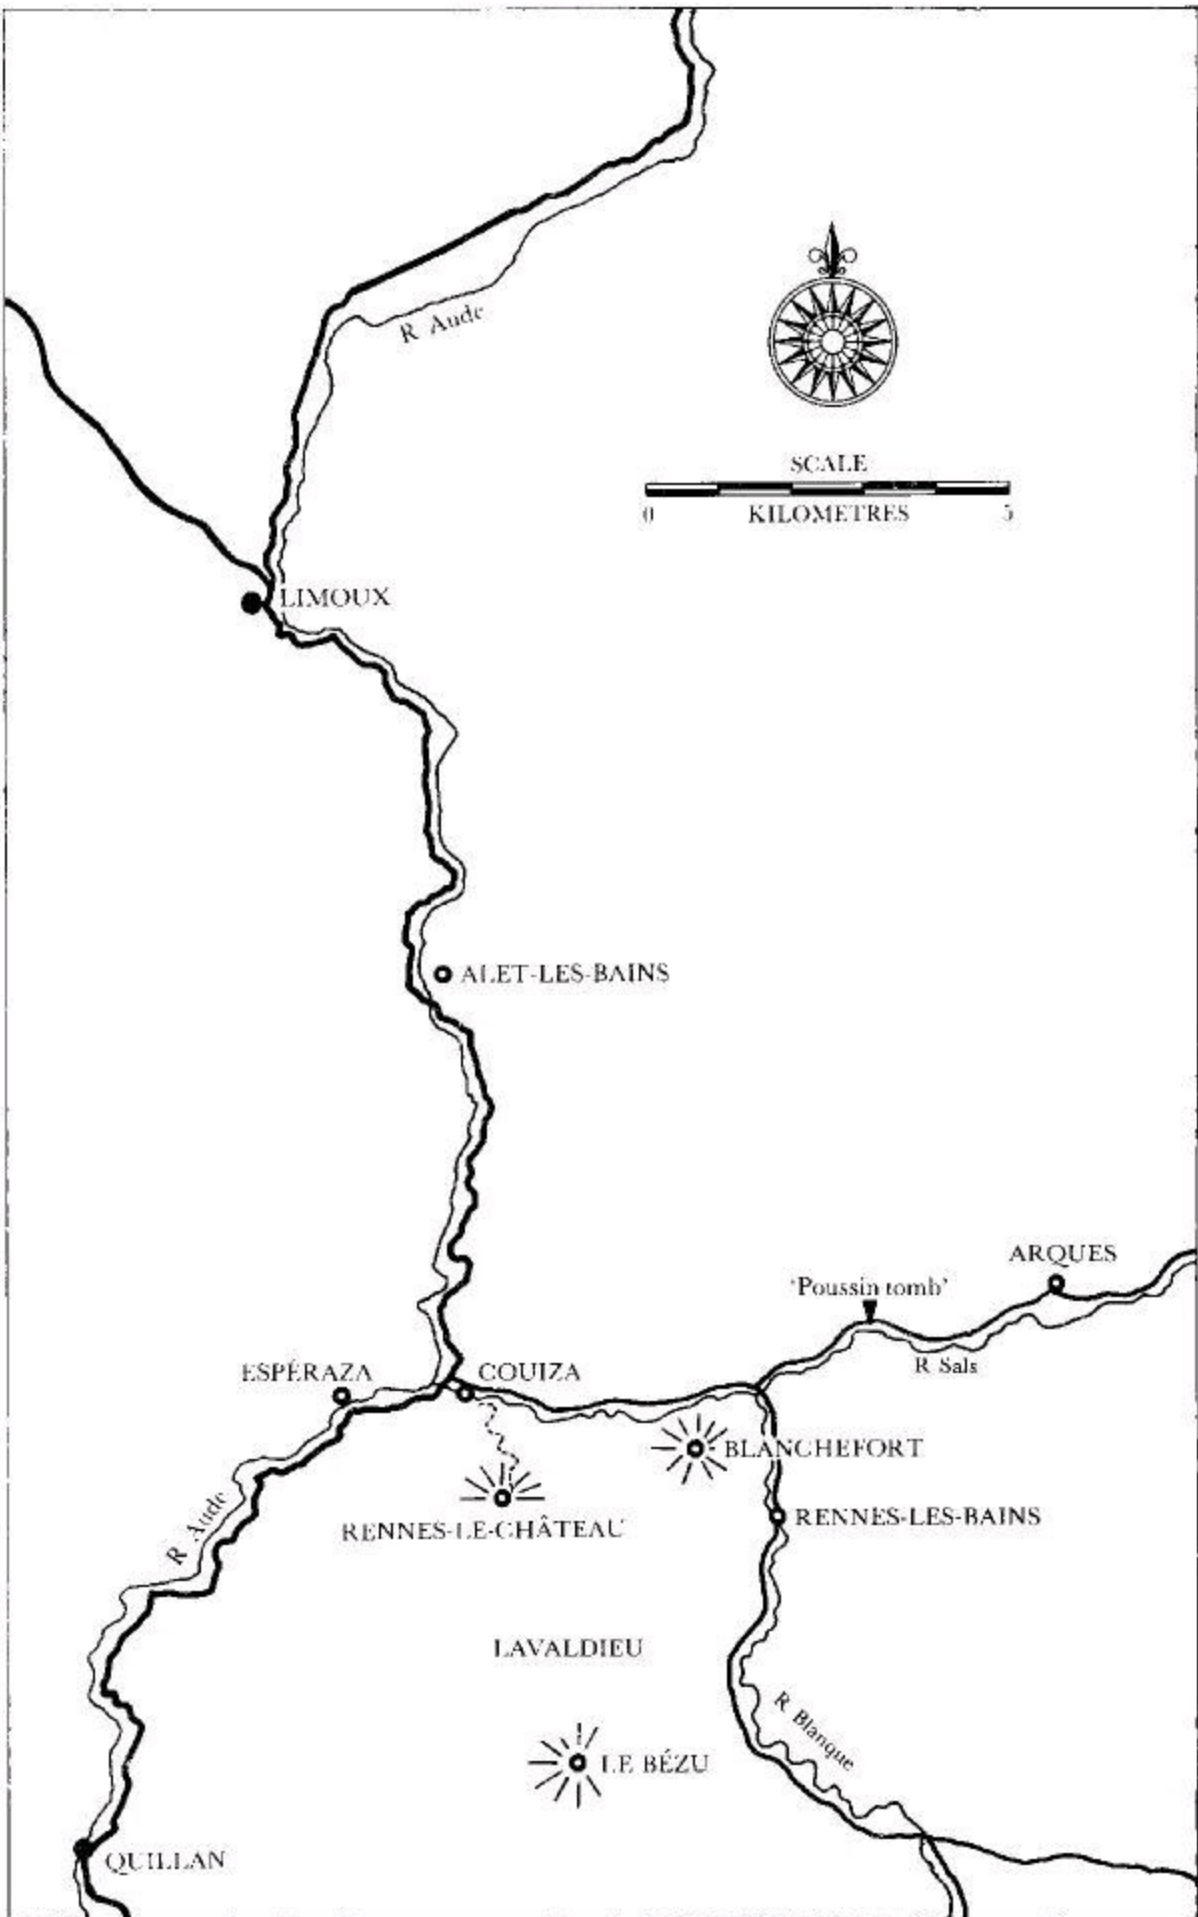 R Aude
SCALE
0 KILOMETRES 5
LIMOUX
ALET-LES-BAINS
ARQUES
'Poussin tomb'
R Sals
ESPÉRAZA
COUIZA
BLANCHEFORT
RENNES-LE-CHÂTEAU
RENNES-LES-BAINS
R Aude
LAVALDIEU
R Blanque
LE BÉZU
QUILLAN